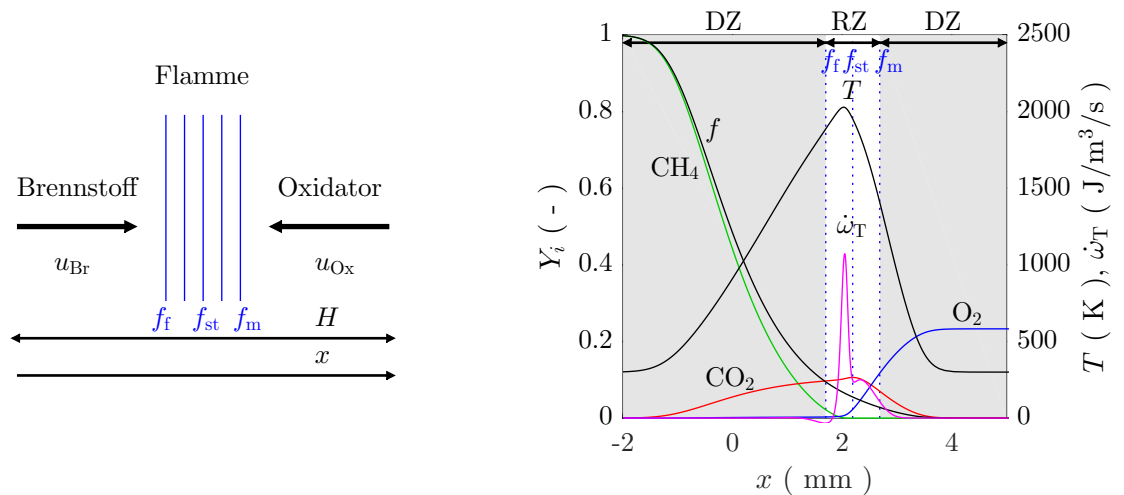 Flamme
Brennstoff Oxidator
u_Br u_Ox
f_f f_st f_m H
x
DZ RZ DZ
f_f f_st f_m
T
f
CH₄
ω̇_T
O₂
CO₂
1
0.8
0.6
0.4
0.2
0
Y_i ( - )
2500
2000
1500
1000
500
0
T ( K ), ω̇_T ( J/m³/s )
-2 0 2 4
x ( mm )